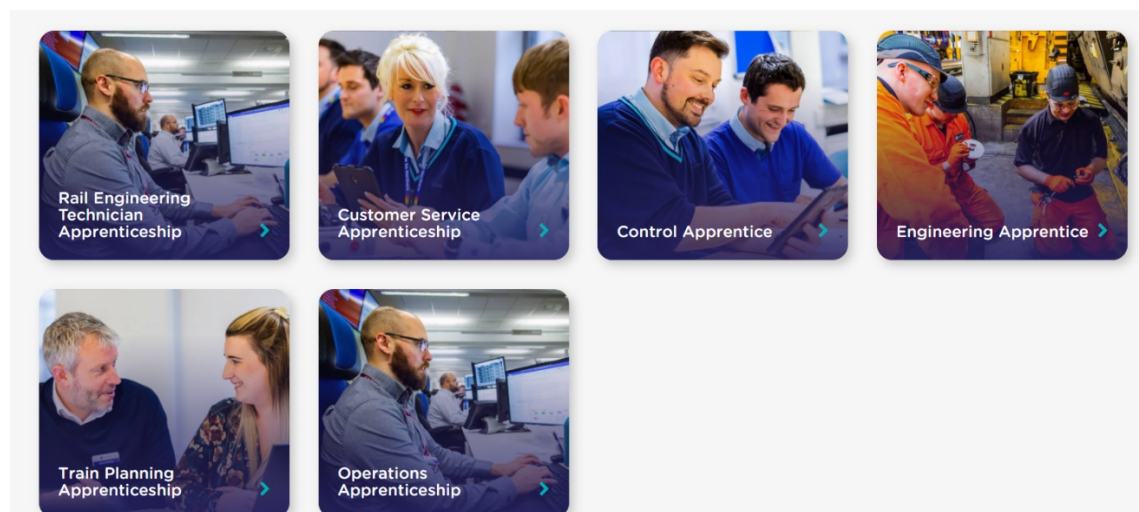 Rail Engineering
Technician
Apprenticeship
Customer Service
Apprenticeship
Control Apprentice
Engineering Apprentice
Train Planning
Apprenticeship
Operations
Apprenticeship